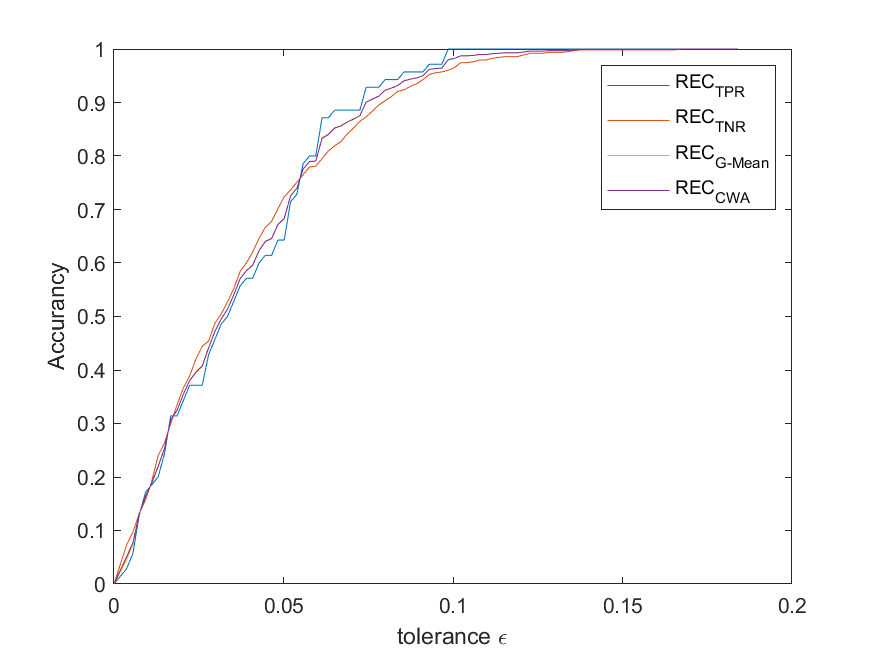 1
0.9
0.8
0.7
0.6
0.5
0.4
0.3
0.2
0.1
0
Accurancy
REC_TPR
REC_TNR
REC_G-Mean
REC_CWA
0 0.05 0.1 0.15 0.2
tolerance ϵ